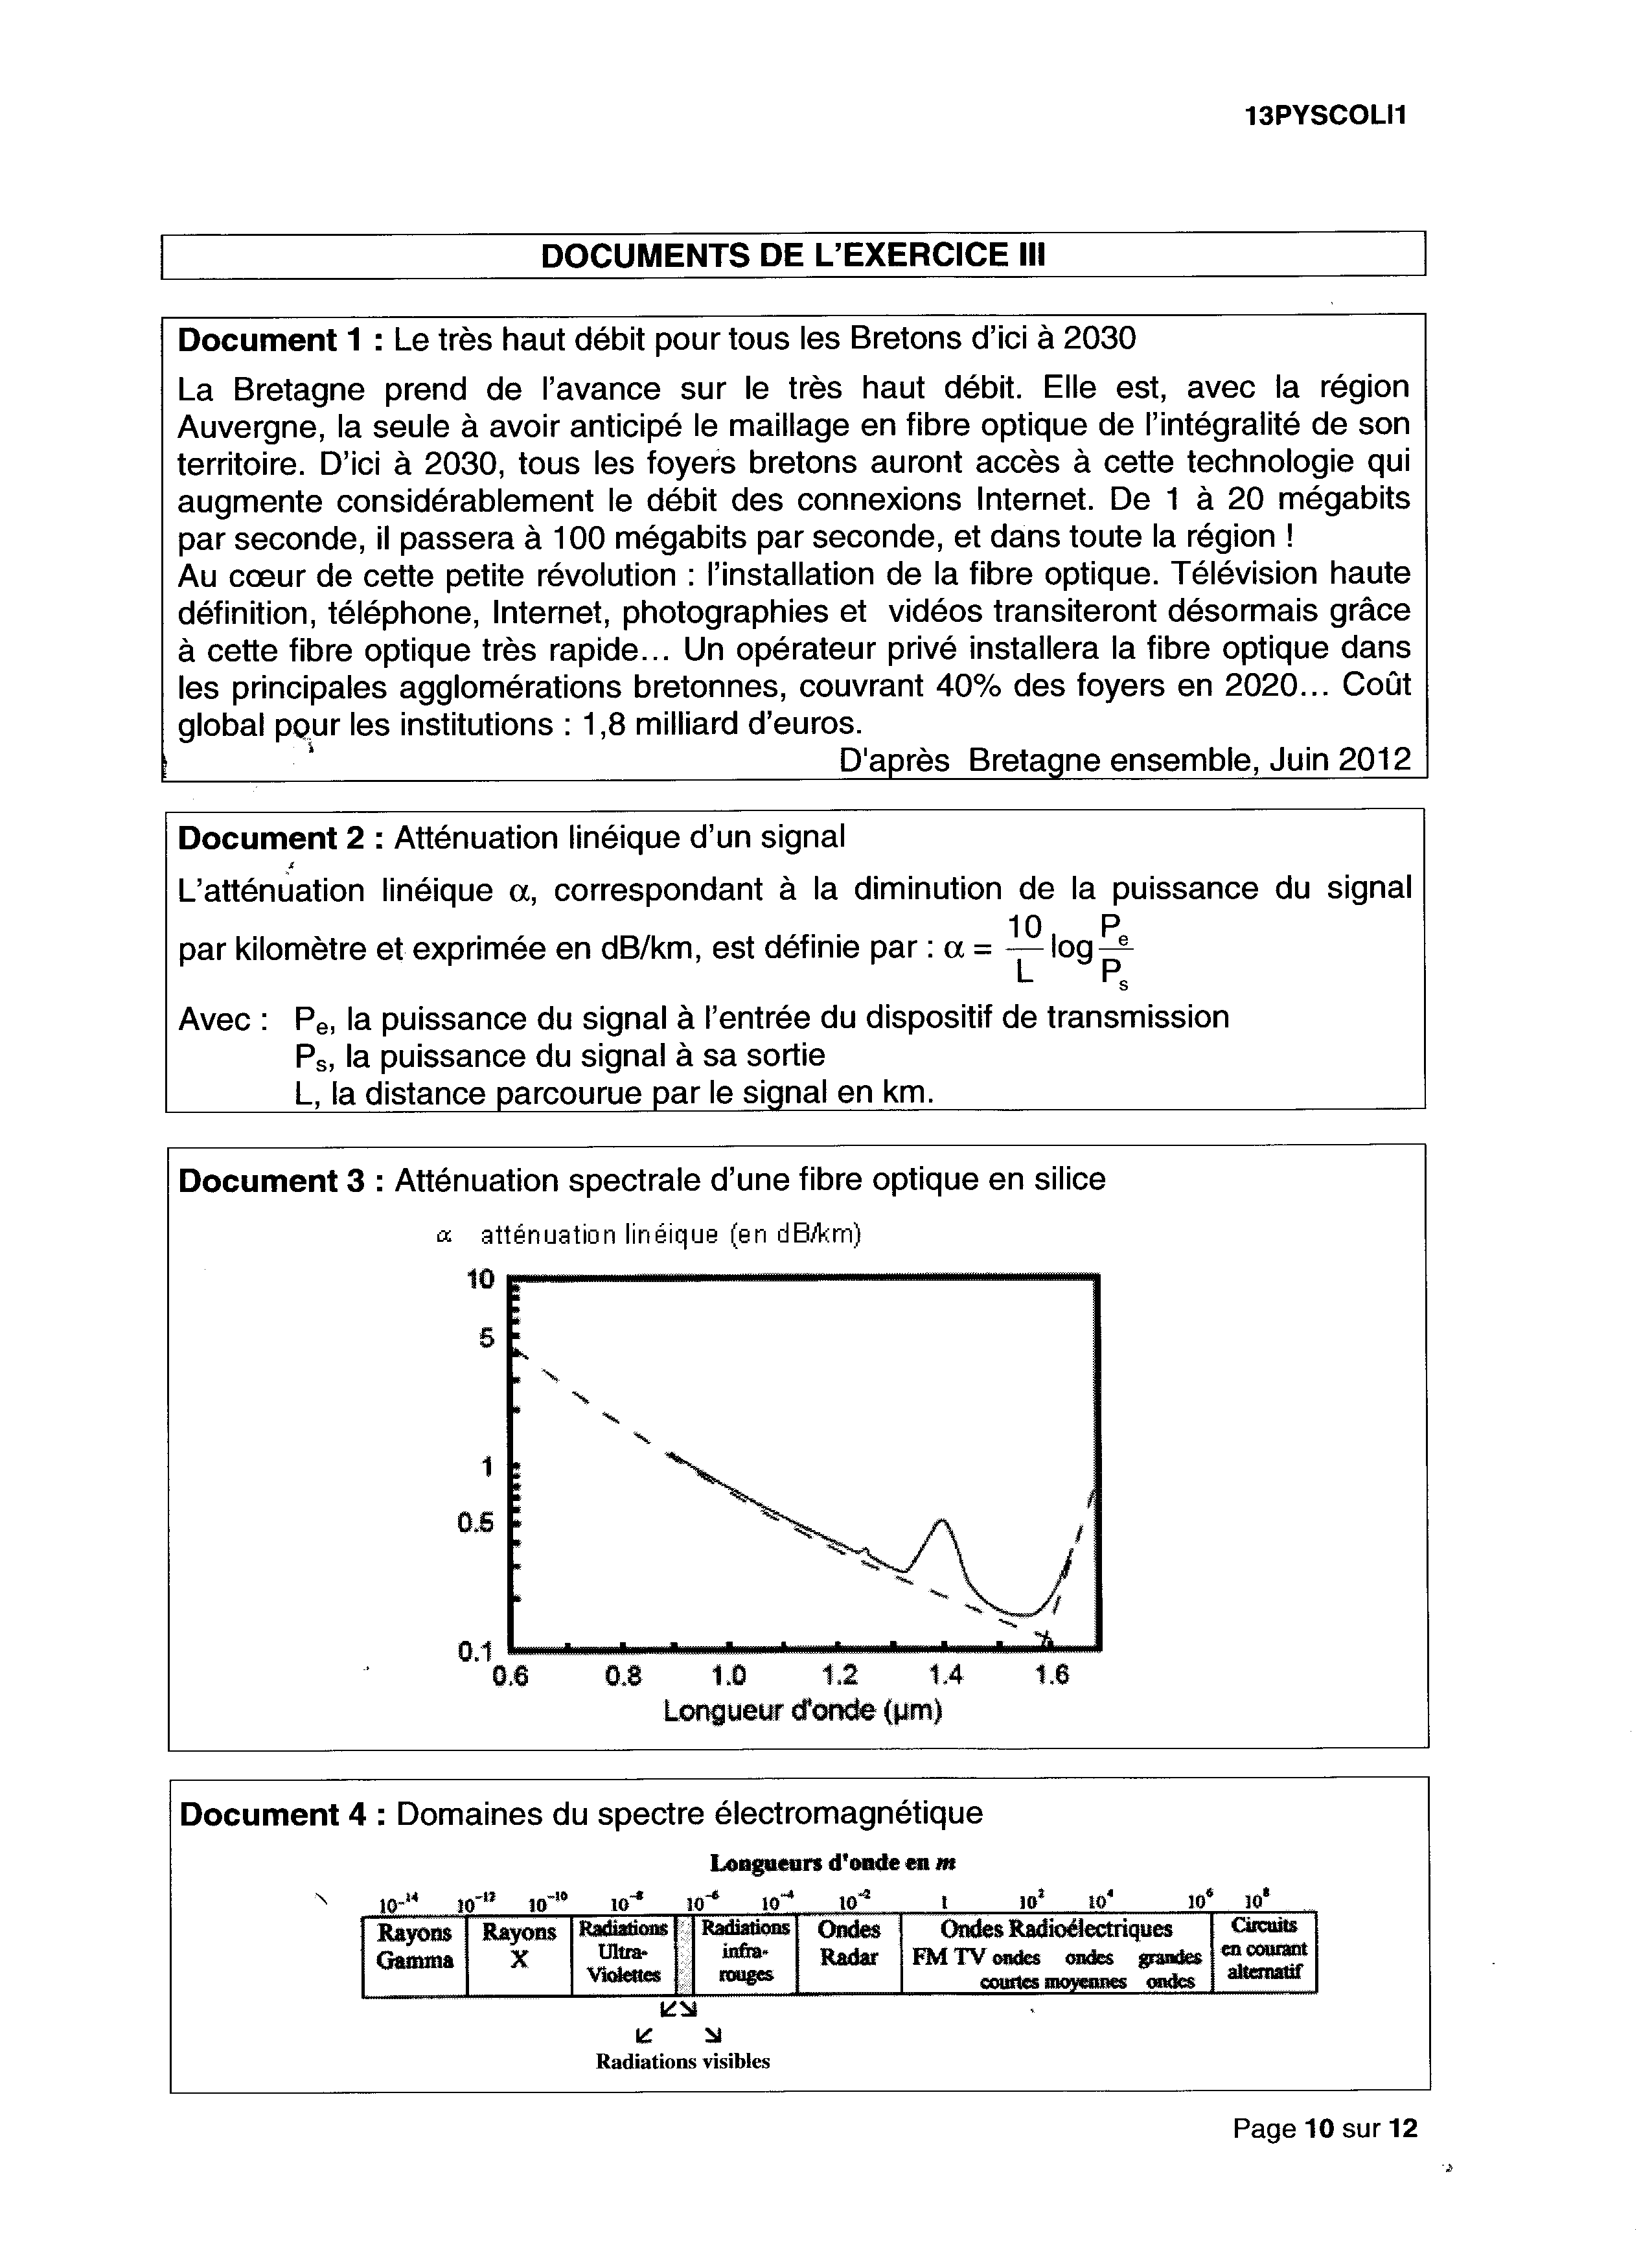 13PYSCOLI1
DOCUMENTS DE L'EXERCICE III
Document 1 : Le très haut débit pour tous les Bretons d'ici à 2030
La Bretagne prend de l'avance sur le très haut débit. Elle est, avec la région
Auvergne, la seule à avoir anticipé le maillage en fibre optique de l'intégralité de son
territoire. D'ici à 2030, tous les foyers bretons auront accès à cette technologie qui
augmente considérablement le débit des connexions Internet. De 1 à 20 mégabits
par seconde, il passera à 100 mégabits par seconde, et dans toute la région !
Au cœur de cette petite révolution : l'installation de la fibre optique. Télévision haute
définition, téléphone, Internet, photographies et vidéos transiteront désormais grâce
à cette fibre optique très rapide... Un opérateur privé installera la fibre optique dans
les principales agglomérations bretonnes, couvrant 40% des foyers en 2020... Coût
global pour les institutions : 1,8 milliard d'euros.
D'après Bretagne ensemble, Juin 2012
Document 2 : Atténuation linéique d'un signal
L'atténuation linéique α, correspondant à la diminution de la puissance du signal
par kilomètre et exprimée en dB/km, est définie par : α = 10/L log Pe/Ps
Avec : Pe, la puissance du signal à l'entrée du dispositif de transmission
Ps, la puissance du signal à sa sortie
L, la distance parcourue par le signal en km.
Document 3 : Atténuation spectrale d'une fibre optique en silice
α atténuation linéique (en dB/km)
10
5
1
0.5
0.1
0.6 0.8 1.0 1.2 1.4 1.6
Longueur d'onde (µm)
Document 4 : Domaines du spectre électromagnétique
Longueurs d'onde en m
10⁻¹⁴ 10⁻¹² 10⁻¹⁰ 10⁻⁸ 10⁻⁶ 10⁻⁴ 10⁻² 1 10² 10⁴ 10⁶ 10⁸
Rayons Rayons Radiations Radiations Ondes Ondes Radioélectriques Circuits
Gamma X Ultra- infra- Radar FM TV ondes ondes grandes en courant
Violettes rouges courtes moyennes ondes alternatif
Radiations visibles
Page 10 sur 12